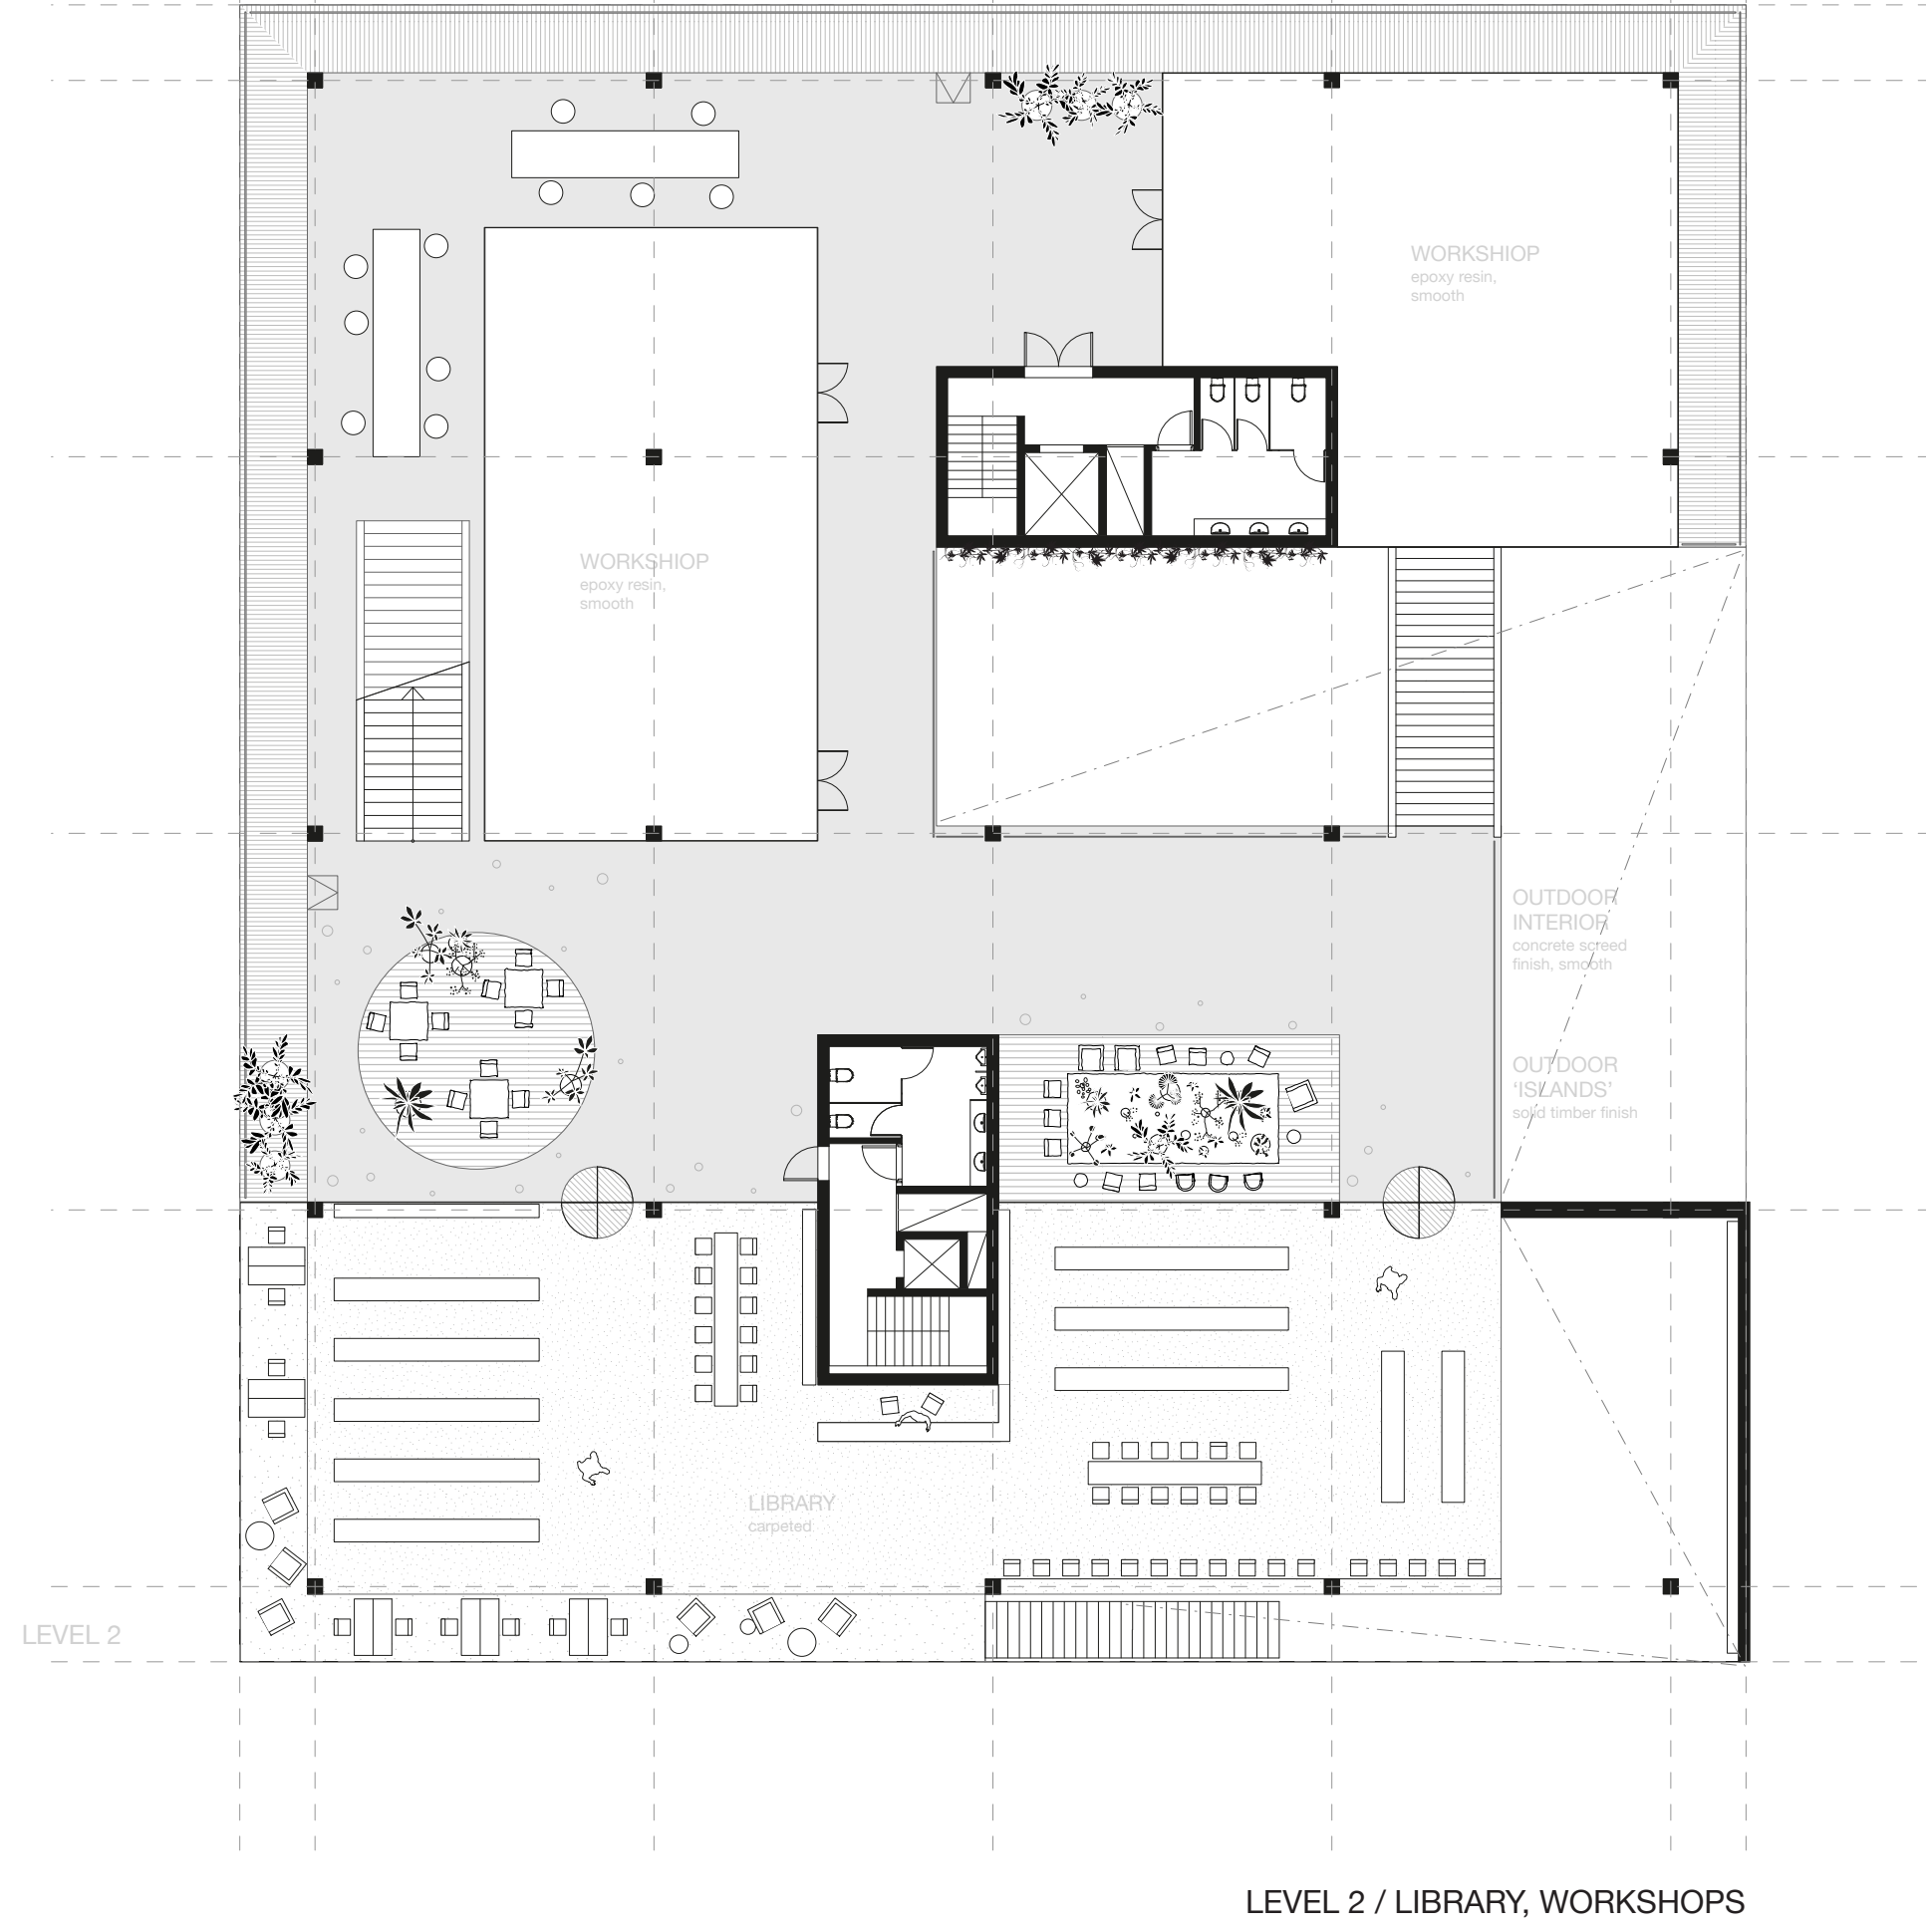 WORKSHIOP
epoxy resin,
smooth
WORKSHIOP
epoxy resin,
smooth
OUTDOOR
INTERIOR
concrete screed
finish, smooth
OUTDOOR
‘ISLANDS’
solid timber finish
LIBRARY
carpeted
LEVEL 2
LEVEL 2 / LIBRARY, WORKSHOPS